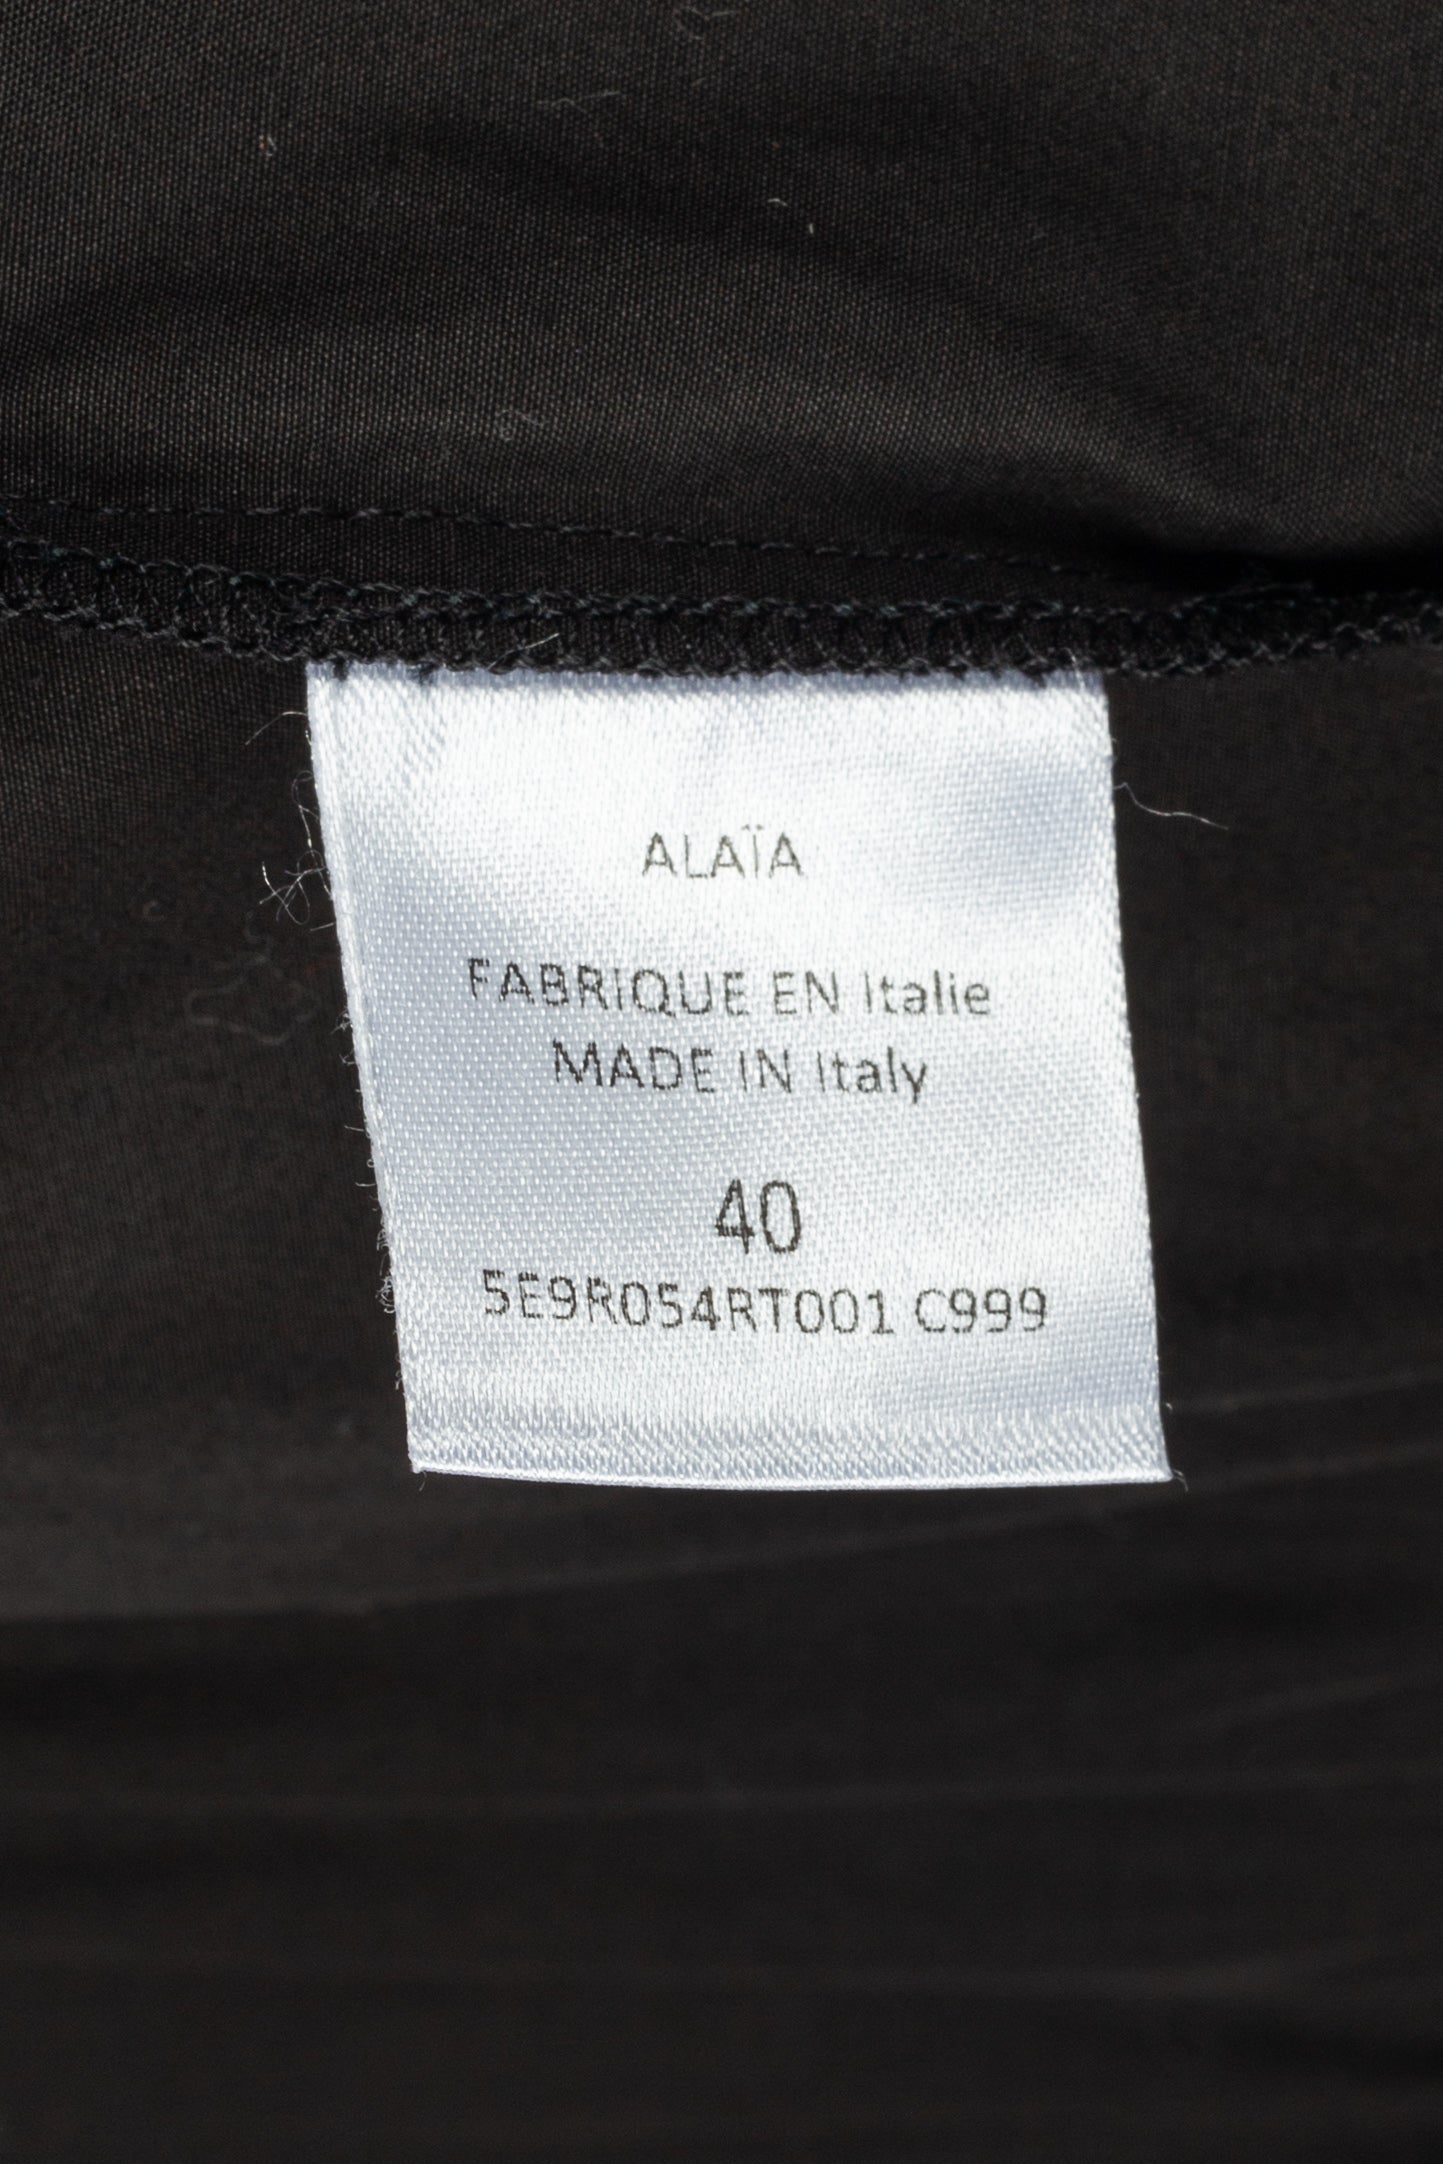 ALAÏA
FABRIQUE EN Italie
MADE IN Italy
40
5E9R054RT001 C999